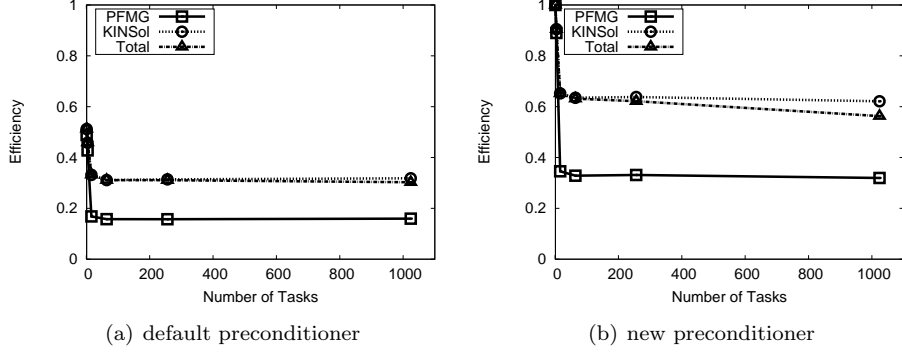 PFMG
KINSol
Total
Efficiency
1
0.8
0.6
0.4
0.2
0
0 200 400 600 800 1000
Number of Tasks
(a) default preconditioner
PFMG
KINSol
Total
Efficiency
1
0.8
0.6
0.4
0.2
0
0 200 400 600 800 1000
Number of Tasks
(b) new preconditioner